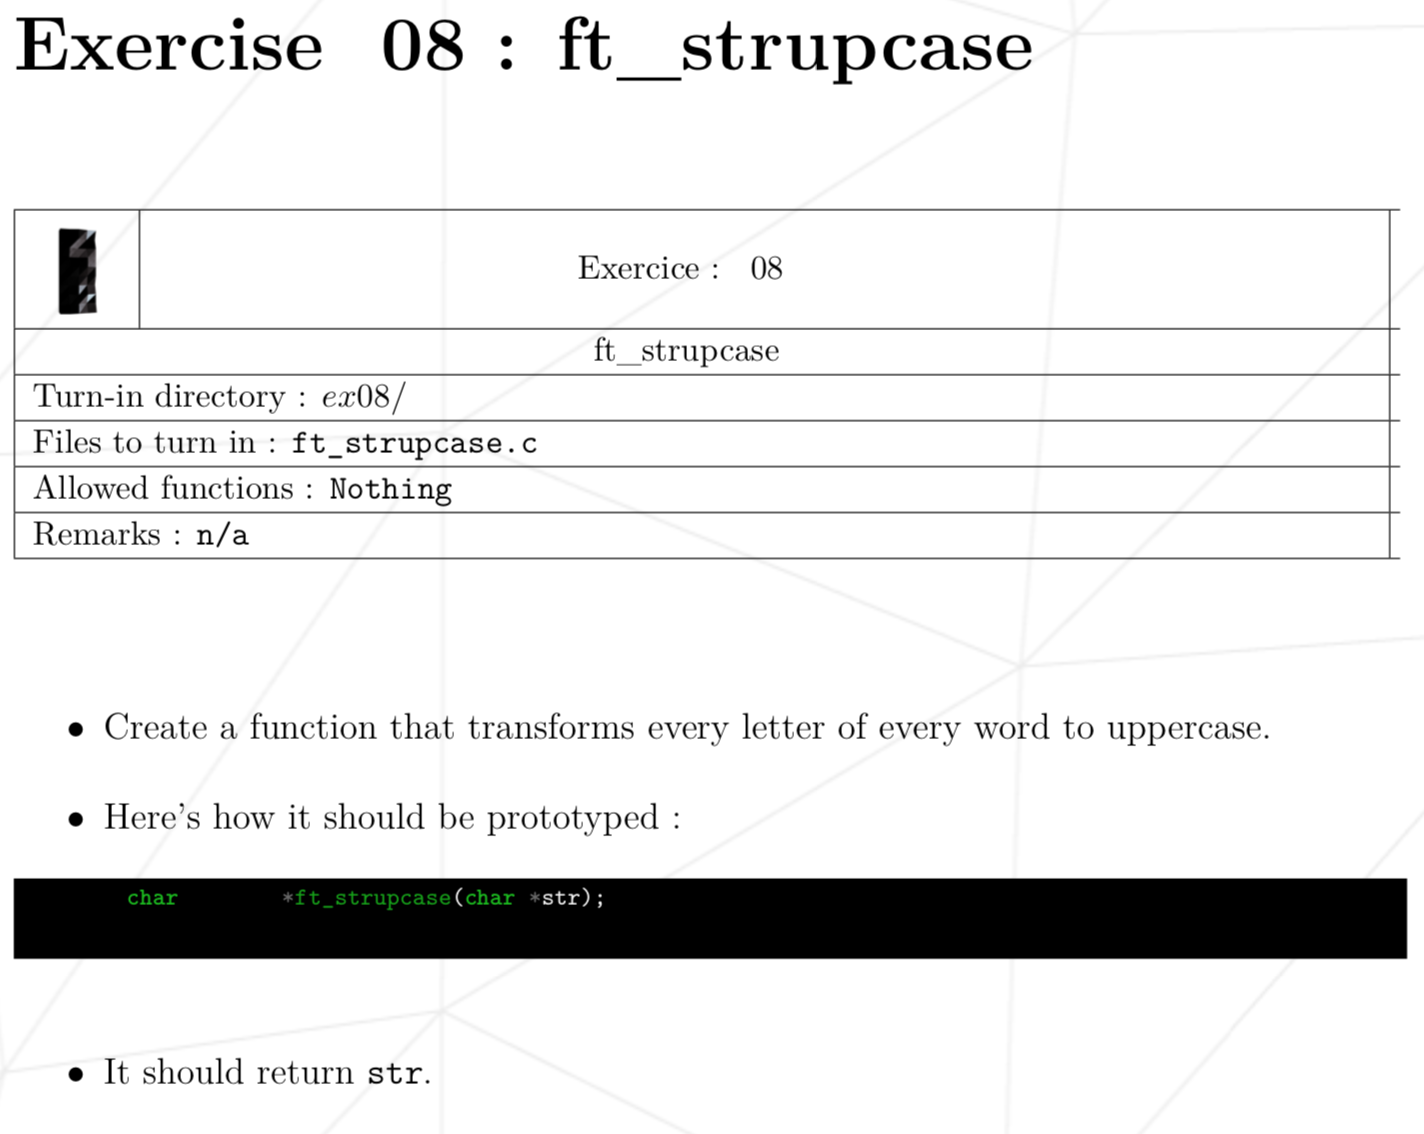 Exercise 08 : ft_strupcase
Exercice : 08
ft_strupcase
Turn-in directory : ex08/
Files to turn in : ft_strupcase.c
Allowed functions : Nothing
Remarks : n/a
• Create a function that transforms every letter of every word to uppercase.
• Here's how it should be prototyped :
char *ft_strupcase(char *str);
• It should return str.